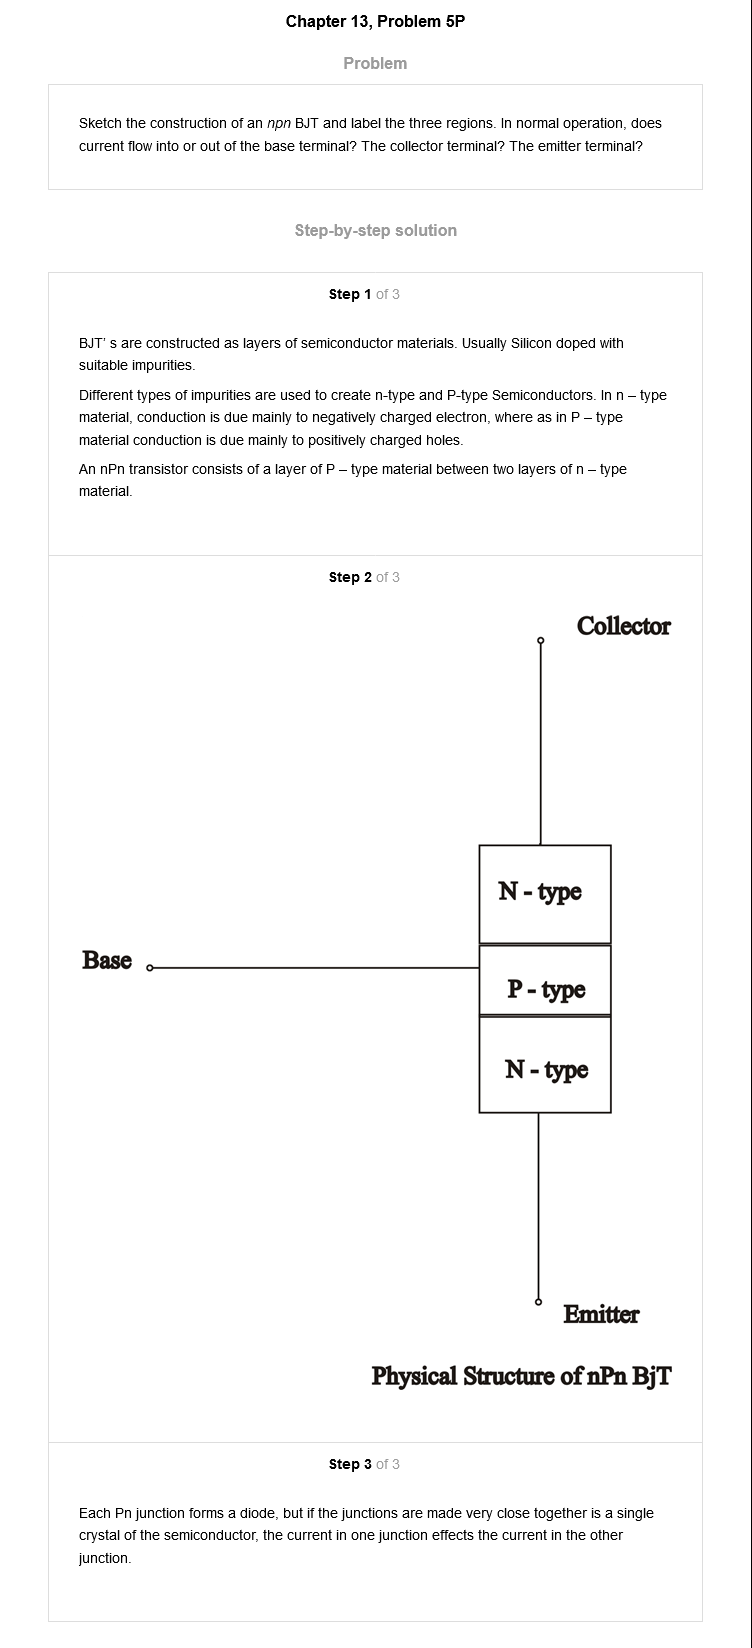 Chapter 13, Problem 5P
Problem
Sketch the construction of an npn BJT and label the three regions. In normal operation, does
current flow into or out of the base terminal? The collector terminal? The emitter terminal?
Step-by-step solution
Step 1 of 3
BJT' s are constructed as layers of semiconductor materials. Usually Silicon doped with
suitable impurities.
Different types of impurities are used to create n-type and P-type Semiconductors. In n – type
material, conduction is due mainly to negatively charged electron, where as in P – type
material conduction is due mainly to positively charged holes.
An nPn transistor consists of a layer of P – type material between two layers of n – type
material.
Step 2 of 3
Collector
N - type
Base
P - type
N - type
Emitter
Physical Structure of nPn BjT
Step 3 of 3
Each Pn junction forms a diode, but if the junctions are made very close together is a single
crystal of the semiconductor, the current in one junction effects the current in the other
junction.